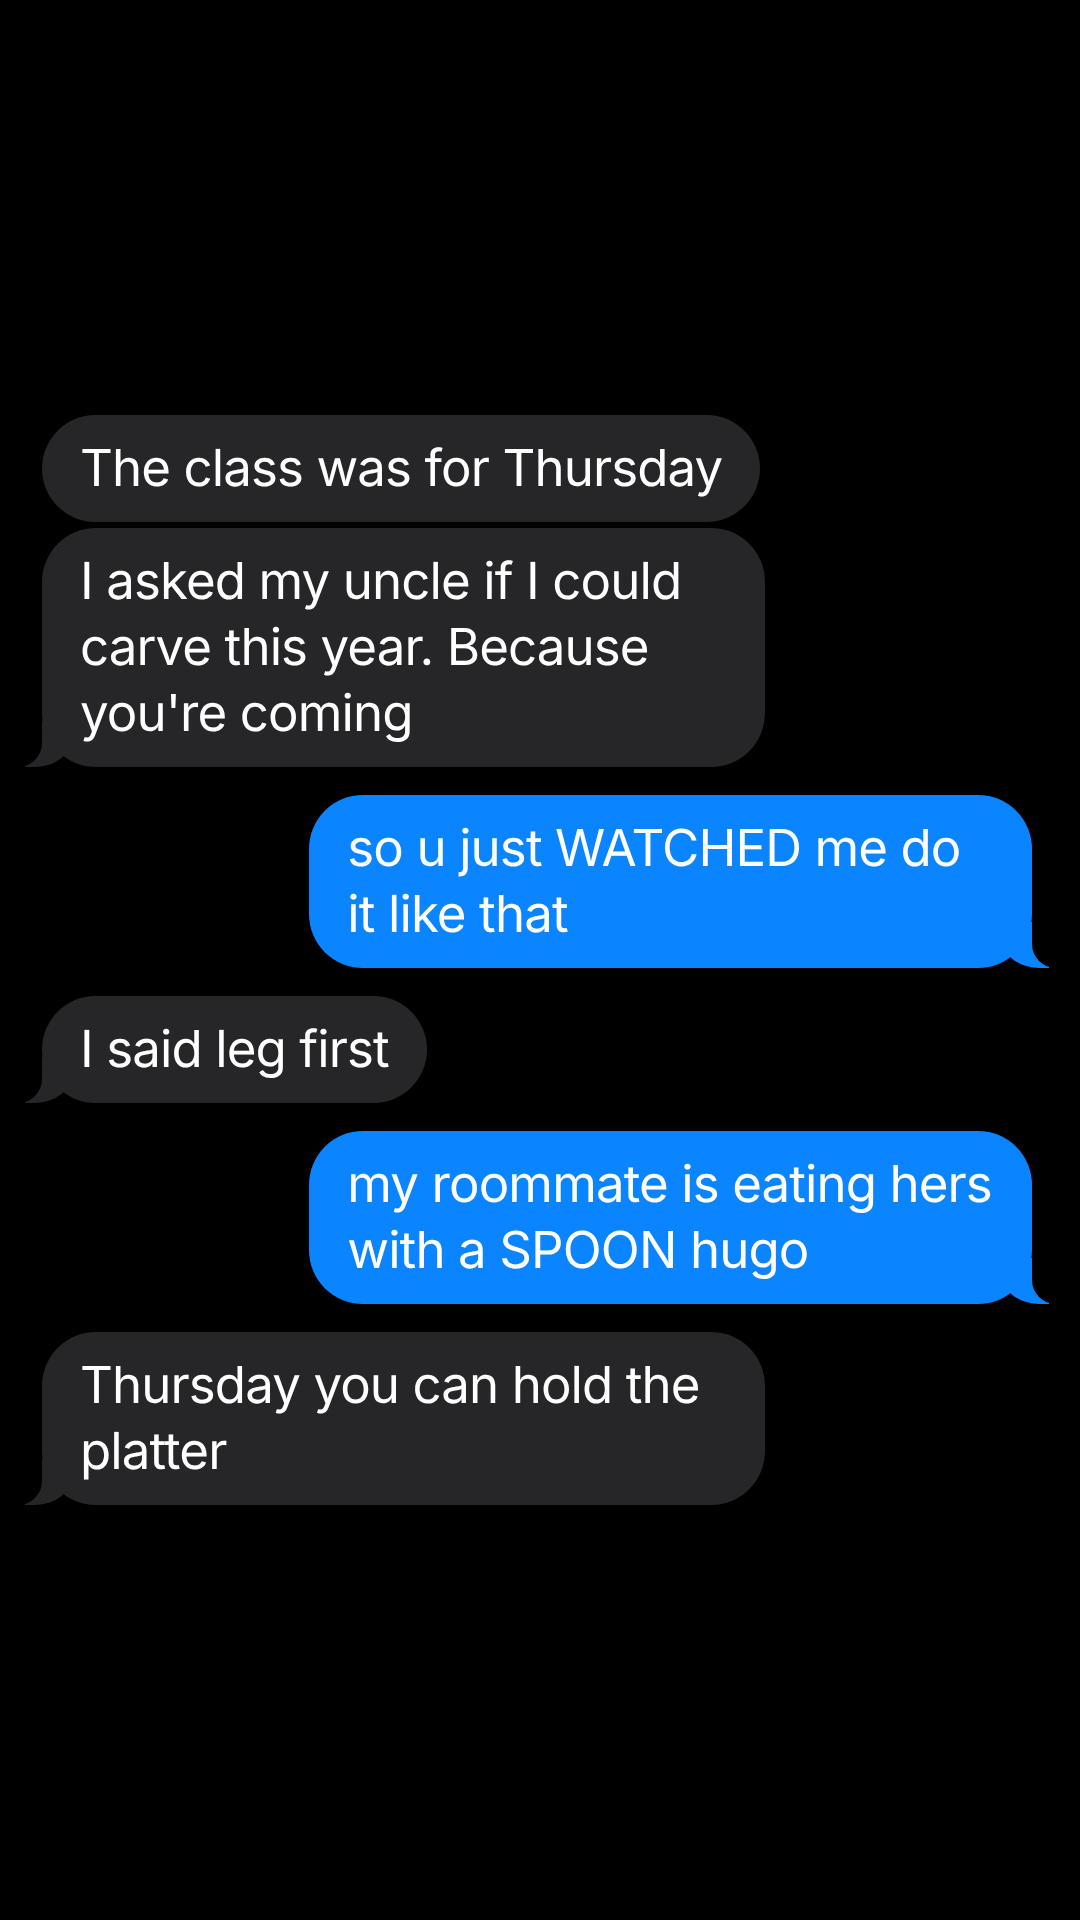 The class was for Thursday
I asked my uncle if I could
carve this year. Because
you're coming
so u just WATCHED me do
it like that
I said leg first
my roommate is eating hers
with a SPOON hugo
Thursday you can hold the
platter